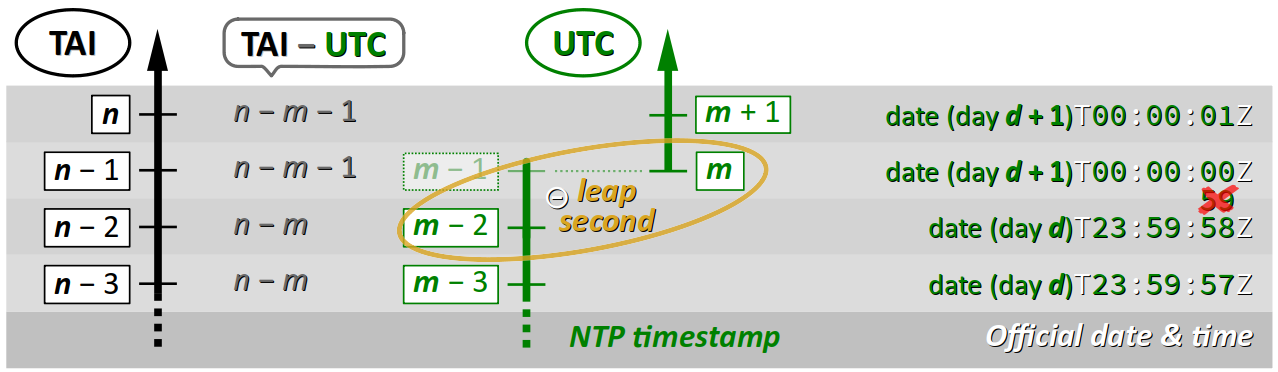 TAI TAI − UTC UTC
n n − m − 1 m + 1 date (day d + 1)T00:00:01Z
n − 1 n − m − 1 m − 1 m date (day d + 1)T00:00:00Z
⊖ leap 59
n − 2 n − m m − 2 second date (day d)T23:59:58Z
n − 3 n − m m − 3 date (day d)T23:59:57Z
NTP timestamp Official date & time